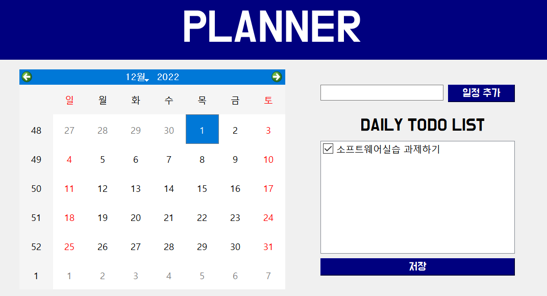 PLANNER
12월, 2022
일 월 화 수 목 금 토
48 27 28 29 30 1 2 3
49 4 5 6 7 8 9 10
50 11 12 13 14 15 16 17
51 18 19 20 21 22 23 24
52 25 26 27 28 29 30 31
1 1 2 3 4 5 6 7
일정 추가
DAILY TODO LIST
소프트웨어실습 과제하기
저장